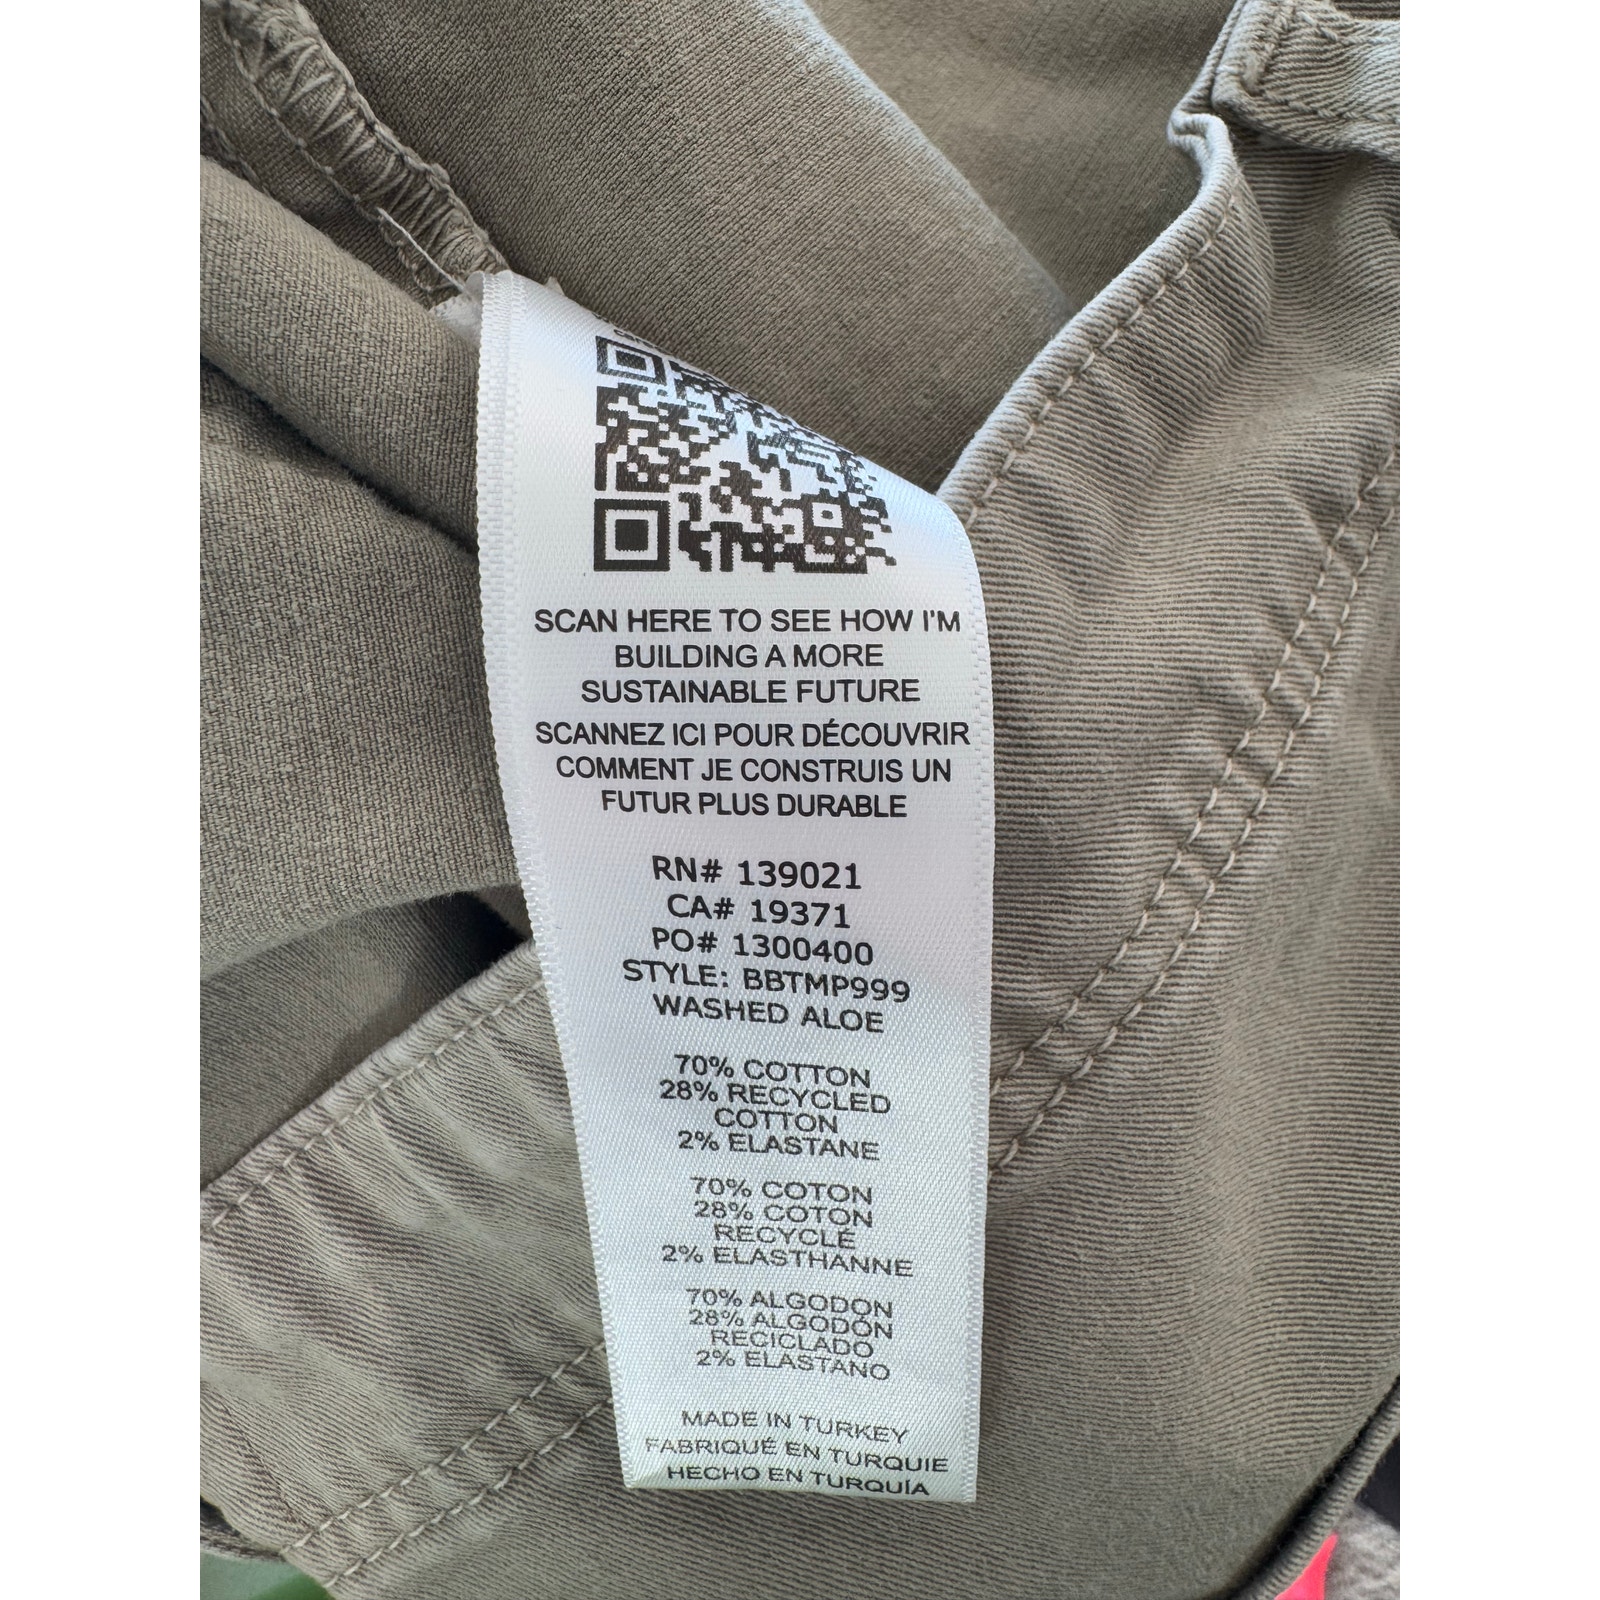 SCAN HERE TO SEE HOW I'M
BUILDING A MORE
SUSTAINABLE FUTURE
SCANNEZ ICI POUR DÉCOUVRIR
COMMENT JE CONSTRUIS UN
FUTUR PLUS DURABLE
RN# 139021
CA# 19371
PO# 1300400
STYLE: BBTMP999
WASHED ALOE
70% COTTON
28% RECYCLED
COTTON
2% ELASTANE
70% COTON
28% COTON
RECYCLÉ
2% ELASTHANNE
70% ALGODÓN
28% ALGODÓN
RECICLADO
2% ELASTANO
MADE IN TURKEY
FABRIQUÉ EN TURQUIE
HECHO EN TURQUÍA